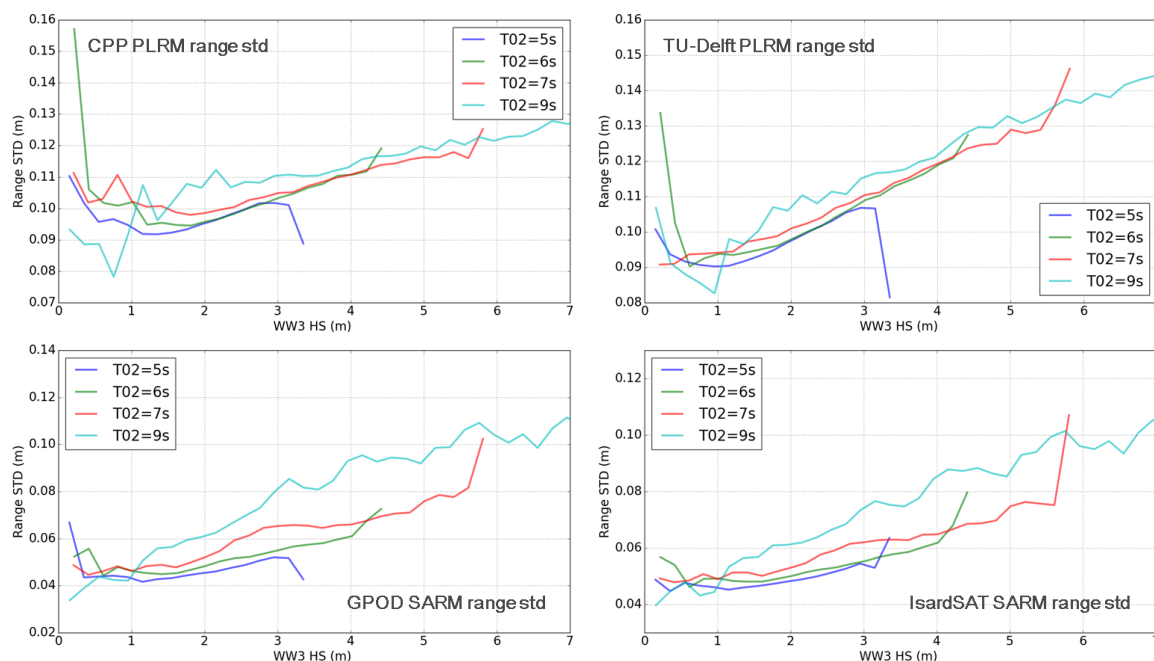 CPP PLRM range std
T02=5s
T02=6s
T02=7s
T02=9s
0.16
0.15
0.14
0.13
0.12
0.11
0.10
0.09
0.08
0.07
Range STD (m)
0 1 2 3 4 5 6 7
WW3 HS (m)
TU-Delft PLRM range std
T02=5s
T02=6s
T02=7s
T02=9s
0.16
0.15
0.14
0.13
0.12
0.11
0.10
0.09
0.08
Range STD (m)
0 1 2 3 4 5 6 7
WW3 HS (m)
T02=5s
T02=6s
T02=7s
T02=9s
GPOD SARM range std
0.14
0.12
0.10
0.08
0.06
0.04
0.02
Range STD (m)
0 1 2 3 4 5 6 7
WW3 HS (m)
T02=5s
T02=6s
T02=7s
T02=9s
IsardSAT SARM range std
0.12
0.10
0.08
0.06
0.04
Range STD (m)
0 1 2 3 4 5 6 7
WW3 HS (m)